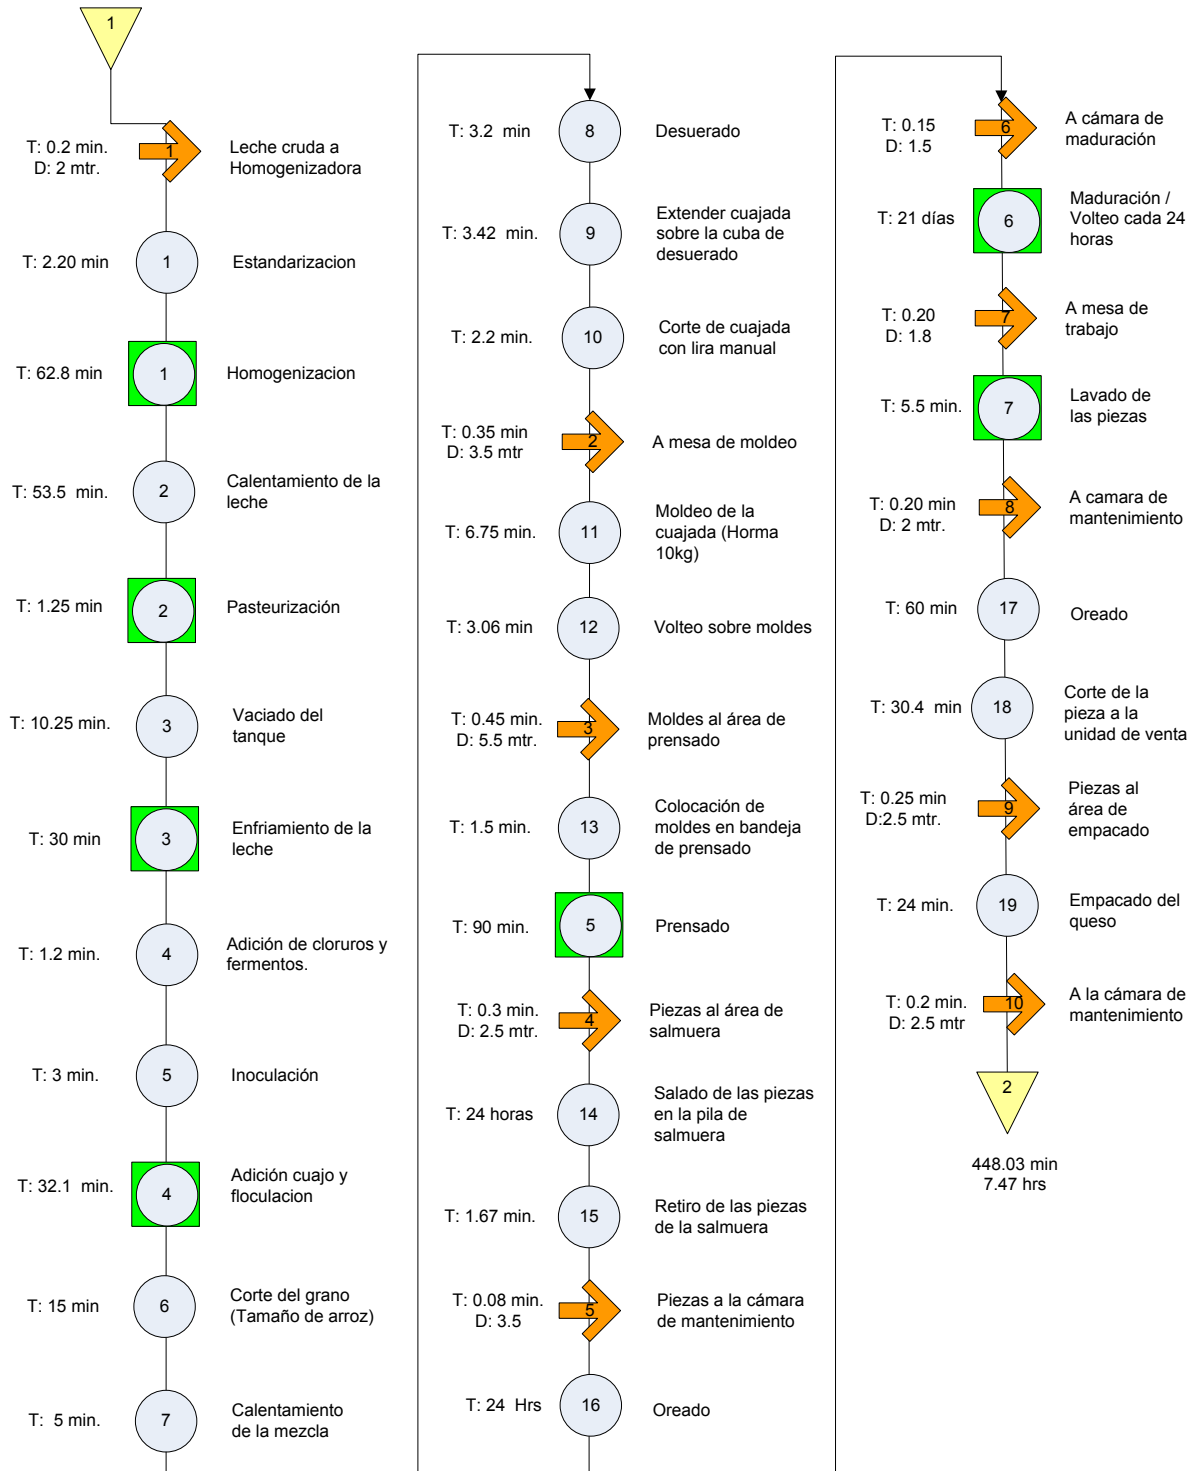 1
T: 0.2 min.
D: 2 mtr.
1
Leche cruda a
Homogenizadora
T: 2.20 min
1
Estandarizacion
T: 62.8 min
1
Homogenizacion
T: 53.5 min.
2
Calentamiento de la
leche
T: 1.25 min
2
Pasteurización
T: 10.25 min.
3
Vaciado del
tanque
T: 30 min
3
Enfriamiento de la
leche
T: 1.2 min.
4
Adición de cloruros y
fermentos.
T: 3 min.
5
Inoculación
T: 32.1 min.
4
Adición cuajo y
floculacion
T: 15 min
6
Corte del grano
(Tamaño de arroz)
T: 5 min.
7
Calentamiento
de la mezcla
T: 3.2 min
8
Desuerado
T: 3.42 min.
9
Extender cuajada
sobre la cuba de
desuerado
T: 2.2 min.
10
Corte de cuajada
con lira manual
T: 0.35 min
D: 3.5 mtr
2
A mesa de moldeo
T: 6.75 min.
11
Moldeo de la
cuajada (Horma
10kg)
T: 3.06 min
12
Volteo sobre moldes
T: 0.45 min.
D: 5.5 mtr.
3
Moldes al área de
prensado
T: 1.5 min.
13
Colocación de
moldes en bandeja
de prensado
T: 90 min.
5
Prensado
T: 0.3 min.
D: 2.5 mtr.
4
Piezas al área de
salmuera
T: 24 horas
14
Salado de las piezas
en la pila de
salmuera
T: 1.67 min.
15
Retiro de las piezas
de la salmuera
T: 0.08 min.
D: 3.5
5
Piezas a la cámara
de mantenimiento
T: 24 Hrs
16
Oreado
T: 0.15
D: 1.5
6
A cámara de
maduración
T: 21 días
6
Maduración /
Volteo cada 24
horas
T: 0.20
D: 1.8
7
A mesa de
trabajo
T: 5.5 min.
7
Lavado de
las piezas
T: 0.20 min
D: 2 mtr.
8
A camara de
mantenimiento
T: 60 min
17
Oreado
T: 30.4 min
18
Corte de la
pieza a la
unidad de venta
T: 0.25 min
D:2.5 mtr.
9
Piezas al
área de
empacado
T: 24 min.
19
Empacado del
queso
T: 0.2 min.
D: 2.5 mtr
10
A la cámara de
mantenimiento
2
448.03 min
7.47 hrs